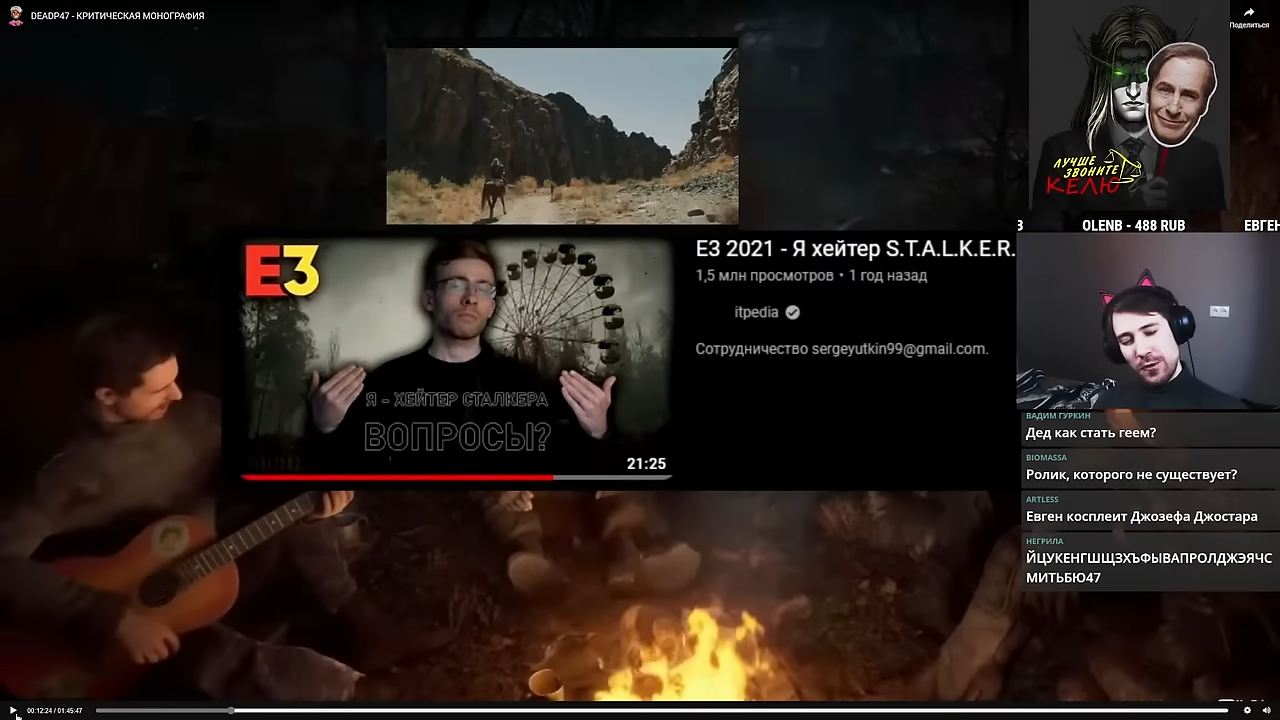 DEADP47 - КРИТИЧЕСКАЯ МОНОГРАФИЯ
Поделиться
ЛУЧШЕ
ЗВОНИТЕ
КЕЛЮ
OLENB - 488 RUB
ЕВГЕН
E3
E3 2021 - Я хейтер S.T.A.L.K.E.R.
1,5 млн просмотров • 1 год назад
itpedia
Сотрудничество sergeyutkin99@gmail.com.
Я - ХЕЙТЕР СТАЛКЕРА
ВОПРОСЫ?
21:25
ВАДИМ ГУРКИН
Дед как стать геем?
BIOMASSA
Ролик, которого не существует?
ARTLESS
Евген косплеит Джозефа Джостара
НЕГРИЛА
ЙЦУКЕНГШЩЗХЪФЫВАПРОЛДЖЭЯЧС
МИТЬБЮ47
00:12:24 / 01:45:47